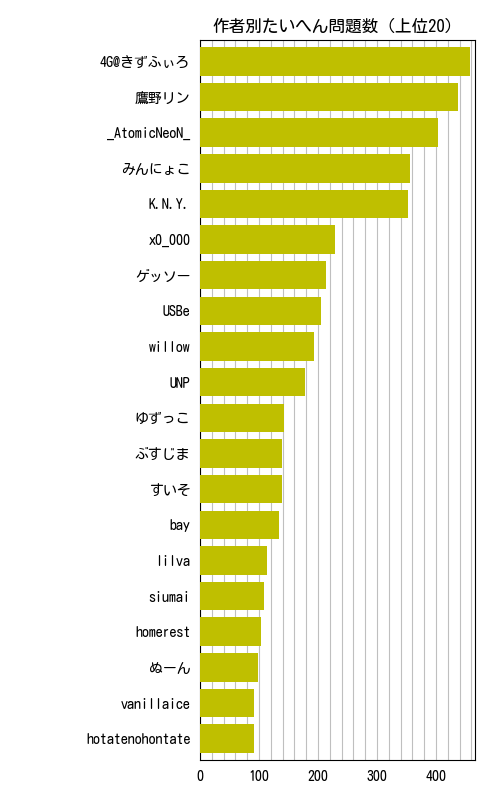 作者別たいへん問題数 (上位20)
4G@きずふぃろ
鷹野リン
_AtomicNeoN_
みんにょこ
K.N.Y.
x0_000
ゲッソー
USBe
willow
UNP
ゆずっこ
ぶすじま
すいそ
bay
lilva
siumai
homerest
ぬーん
vanillaice
hotatenohontate
0 100 200 300 400